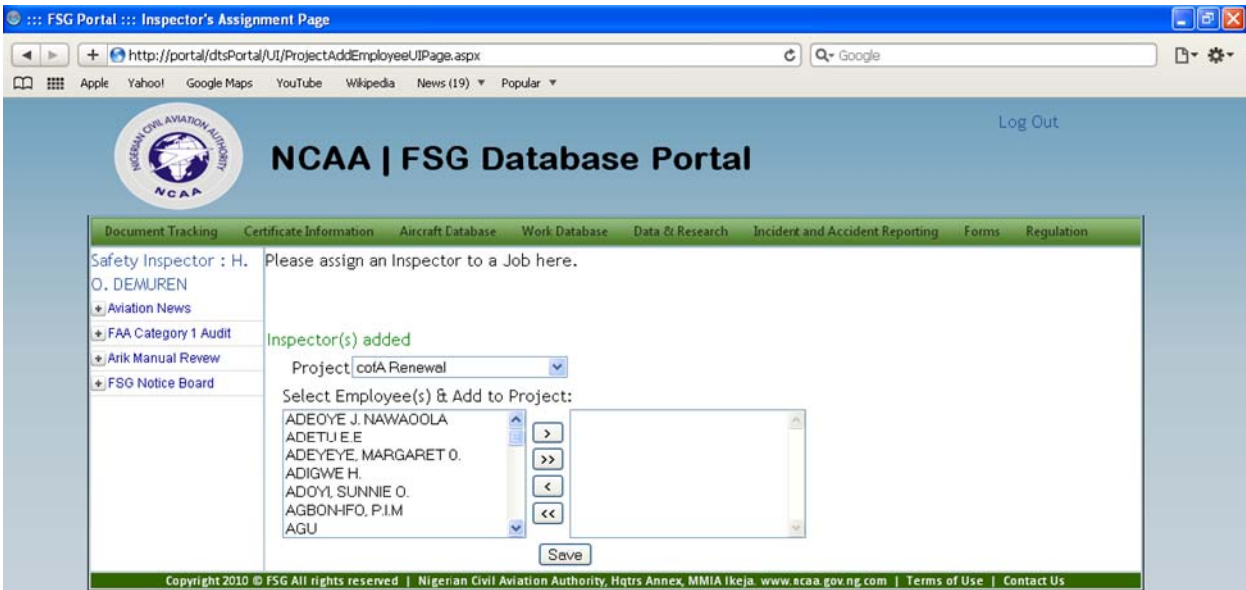 ::: FSG Portal ::: Inspector's Assignment Page
http://portal/dtsPortal/UI/ProjectAddEmployeeUIPage.aspx
Q- Google
Apple Yahoo! Google Maps YouTube Wikipedia News (19) ▼ Popular ▼
NIGERIAN CIVIL AVIATION AUTHORITY
NCAA
Log Out
NCAA | FSG Database Portal
Document Tracking Certificate Information Aircraft Database Work Database Data & Research Incident and Accident Reporting Forms Regulation
Safety Inspector : H.
O. DEMUREN
Aviation News
FAA Category 1 Audit
Arik Manual Revew
FSG Notice Board
Please assign an Inspector to a Job here.
Inspector(s) added
Project cofA Renewal
Select Employee(s) & Add to Project:
ADEOYE J. NAWAOOLA
ADETU E.E
ADEYEYE, MARGARET O.
ADIGWE H.
ADOYI, SUNNIE O.
AGBON-IFO, P.I.M
AGU
>
>>
<
<<
Save
Copyright 2010 © FSG All rights reserved | Nigerian Civil Aviation Authority, Hqtrs Annex, MMIA Ikeja. www.ncaa.gov.ng.com | Terms of Use | Contact Us